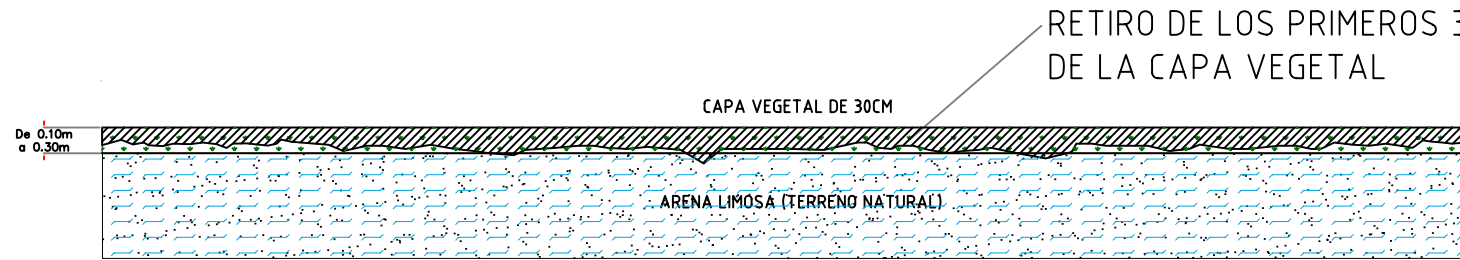 RETIRO DE LOS PRIMEROS
DE LA CAPA VEGETAL
CAPA VEGETAL DE 30CM
De 0.10m
a 0.30m
ARENA LIMOSA (TERRENO NATURAL)